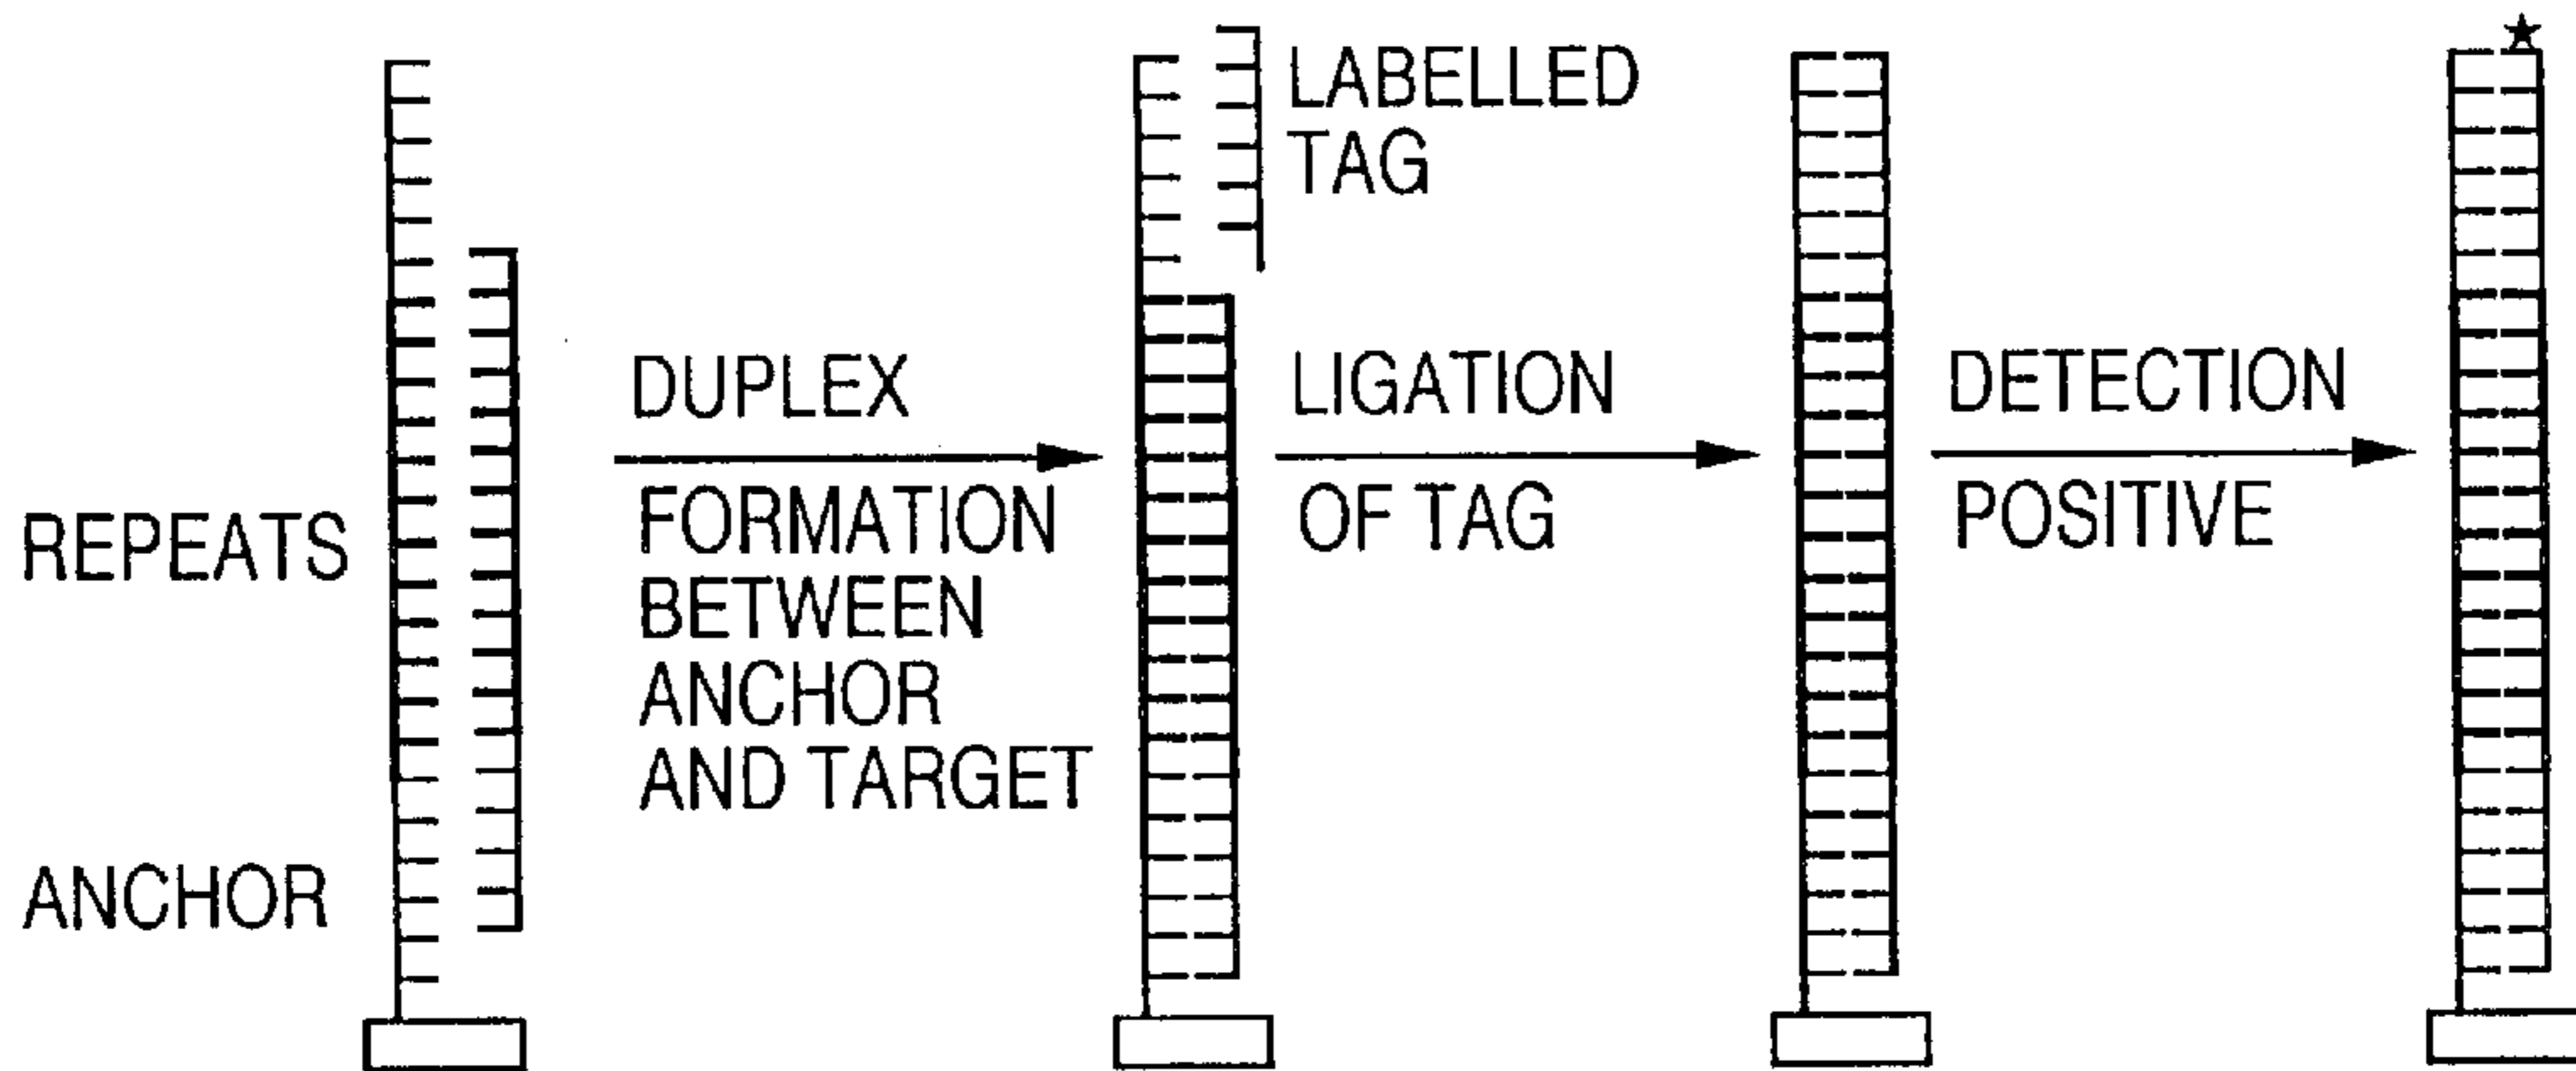 REPEATS
ANCHOR
DUPLEX
FORMATION
BETWEEN
ANCHOR
AND TARGET
LABELLED
TAG
LIGATION
OF TAG
DETECTION
POSITIVE